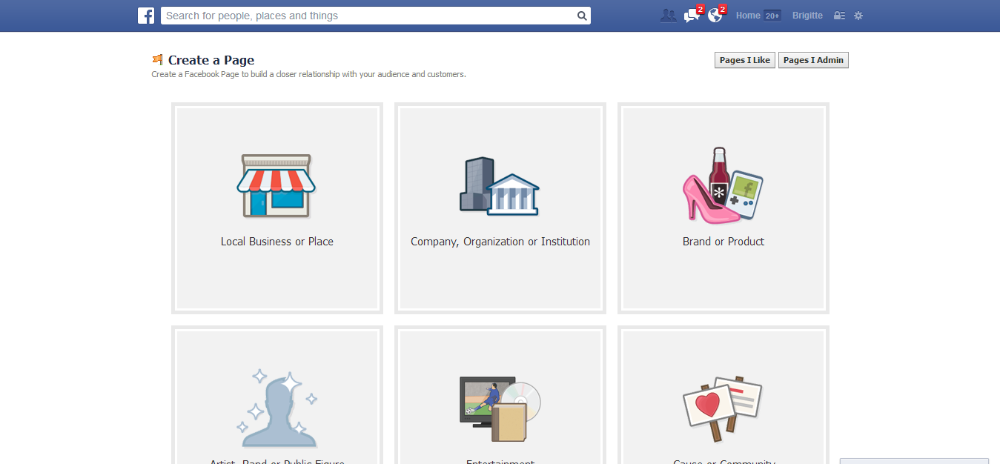 Search for people, places and things
2
2
Home 20+ Brigitte
Create a Page
Create a Facebook Page to build a closer relationship with your audience and customers.
Pages I Like
Pages I Admin
Local Business or Place
Company, Organization or Institution
Brand or Product
Artist, Band or Public Figure
Entertainment
Cause or Community